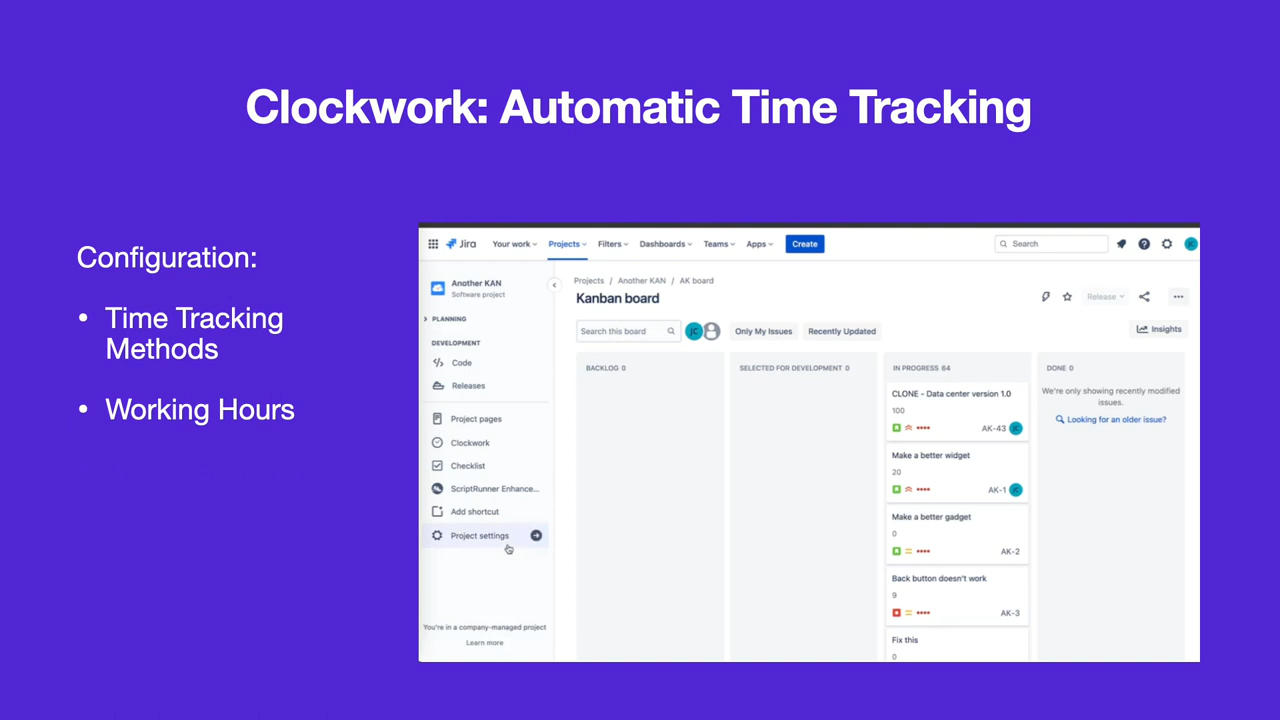 Clockwork: Automatic Time Tracking
Configuration:
• Time Tracking
Methods
• Working Hours
Jira
Your work
Projects
Filters
Dashboards
Teams
Apps
Create
Search
JC
Another KAN
Software project
PLANNING
DEVELOPMENT
Code
Releases
Project pages
Clockwork
Checklist
ScriptRunner Enhance...
Add shortcut
Project settings
You're in a company-managed project
Learn more
Projects / Another KAN / AK board
Kanban board
Release
Search this board
JC
Only My Issues
Recently Updated
Insights
BACKLOG 0
SELECTED FOR DEVELOPMENT 0
IN PROGRESS 64
CLONE - Data center version 1.0
100
AK-43
JC
Make a better widget
20
AK-1
JC
Make a better gadget
0
AK-2
Back button doesn't work
9
AK-3
Fix this
0
DONE 0
We're only showing recently modified
issues.
Looking for an older issue?